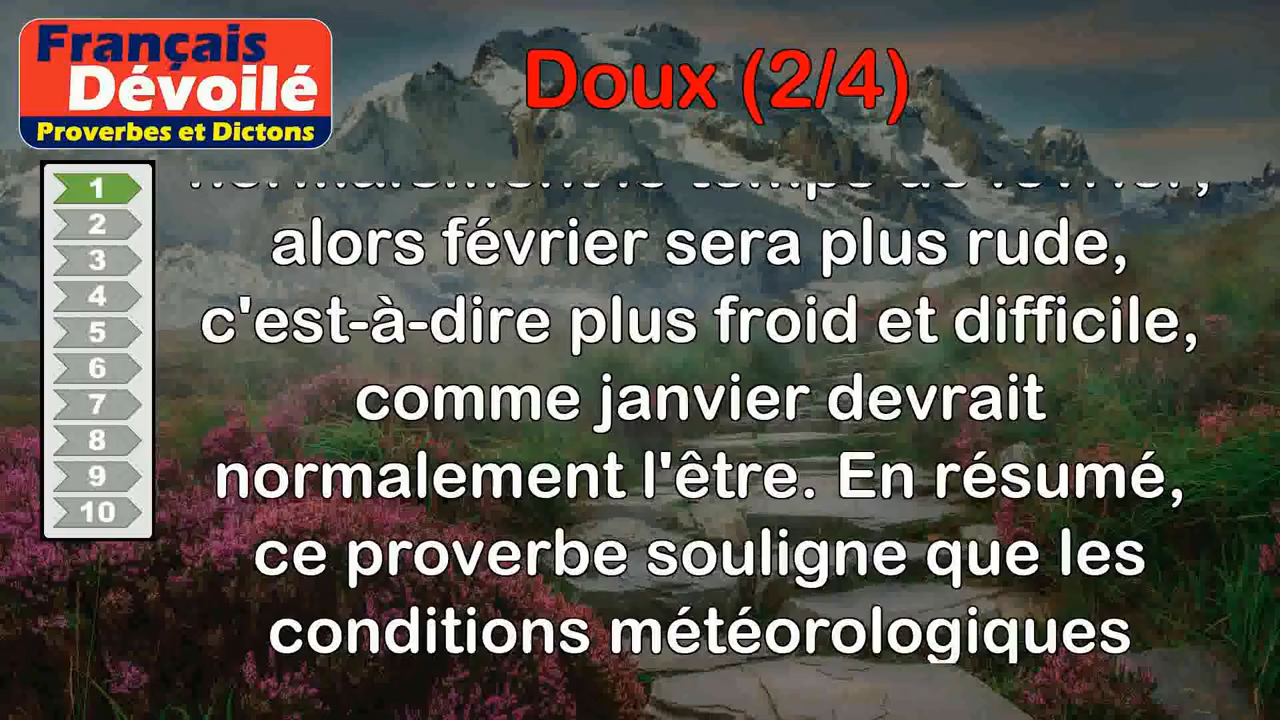 Français
Dévoilé
Proverbes et Dictons
Doux (2/4)
1
2
3
4
5
6
7
8
9
10
alors février sera plus rude,
c'est-à-dire plus froid et difficile,
comme janvier devrait
normalement l'être. En résumé,
ce proverbe souligne que les
conditions météorologiques